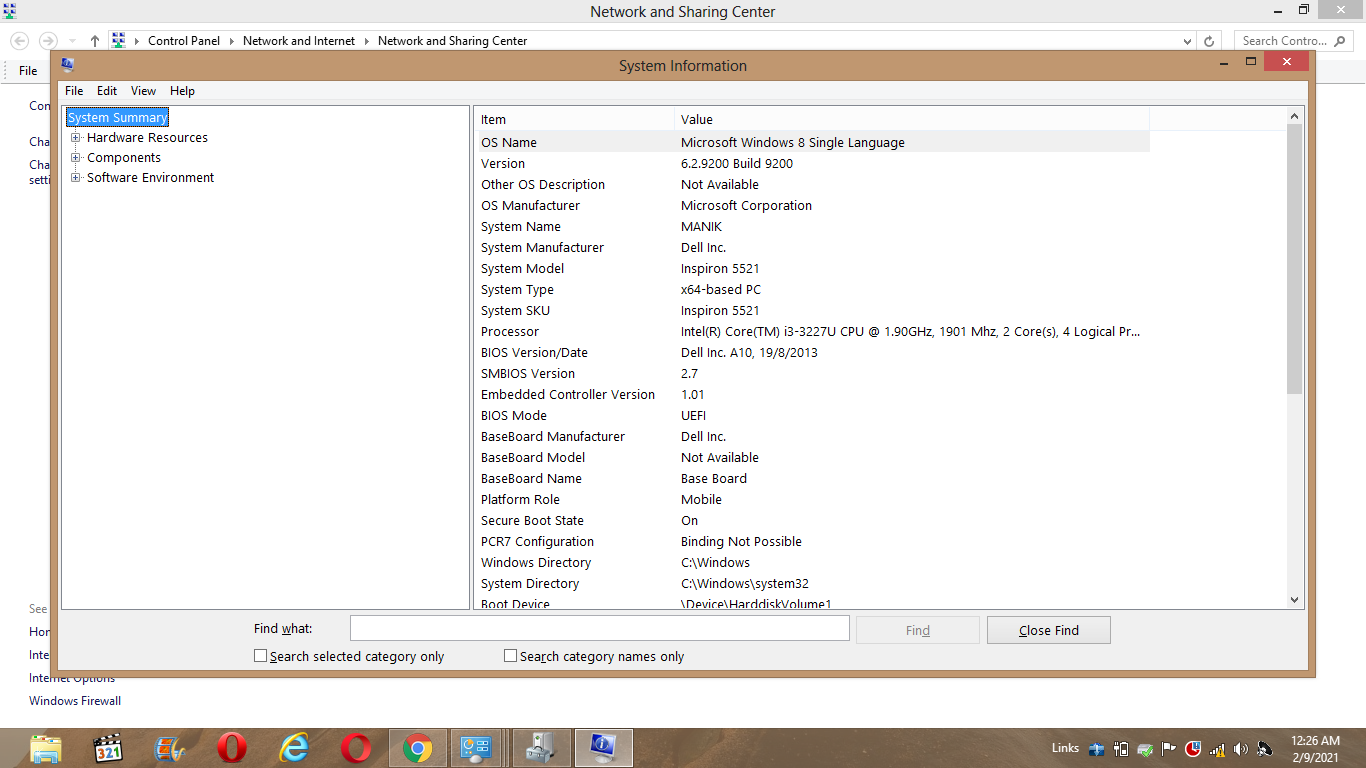 Network and Sharing Center
Control Panel Network and Internet Network and Sharing Center Search Contro...
File
System Information
File Edit View Help
Con
Cha
Cha
setti
System Summary
Hardware Resources
Components
Software Environment
Item Value
OS Name Microsoft Windows 8 Single Language
Version 6.2.9200 Build 9200
Other OS Description Not Available
OS Manufacturer Microsoft Corporation
System Name MANIK
System Manufacturer Dell Inc.
System Model Inspiron 5521
System Type x64-based PC
System SKU Inspiron 5521
Processor Intel(R) Core(TM) i3-3227U CPU @ 1.90GHz, 1901 Mhz, 2 Core(s), 4 Logical Pr...
BIOS Version/Date Dell Inc. A10, 19/8/2013
SMBIOS Version 2.7
Embedded Controller Version 1.01
BIOS Mode UEFI
BaseBoard Manufacturer Dell Inc.
BaseBoard Model Not Available
BaseBoard Name Base Board
Platform Role Mobile
Secure Boot State On
PCR7 Configuration Binding Not Possible
Windows Directory C:\Windows
System Directory C:\Windows\system32
Boot Device \Device\HarddiskVolume1
Find what: Find Close Find
Search selected category only Search category names only
See
Hor
Inte
Internet Options
Windows Firewall
321
Links
12:26 AM
2/9/2021